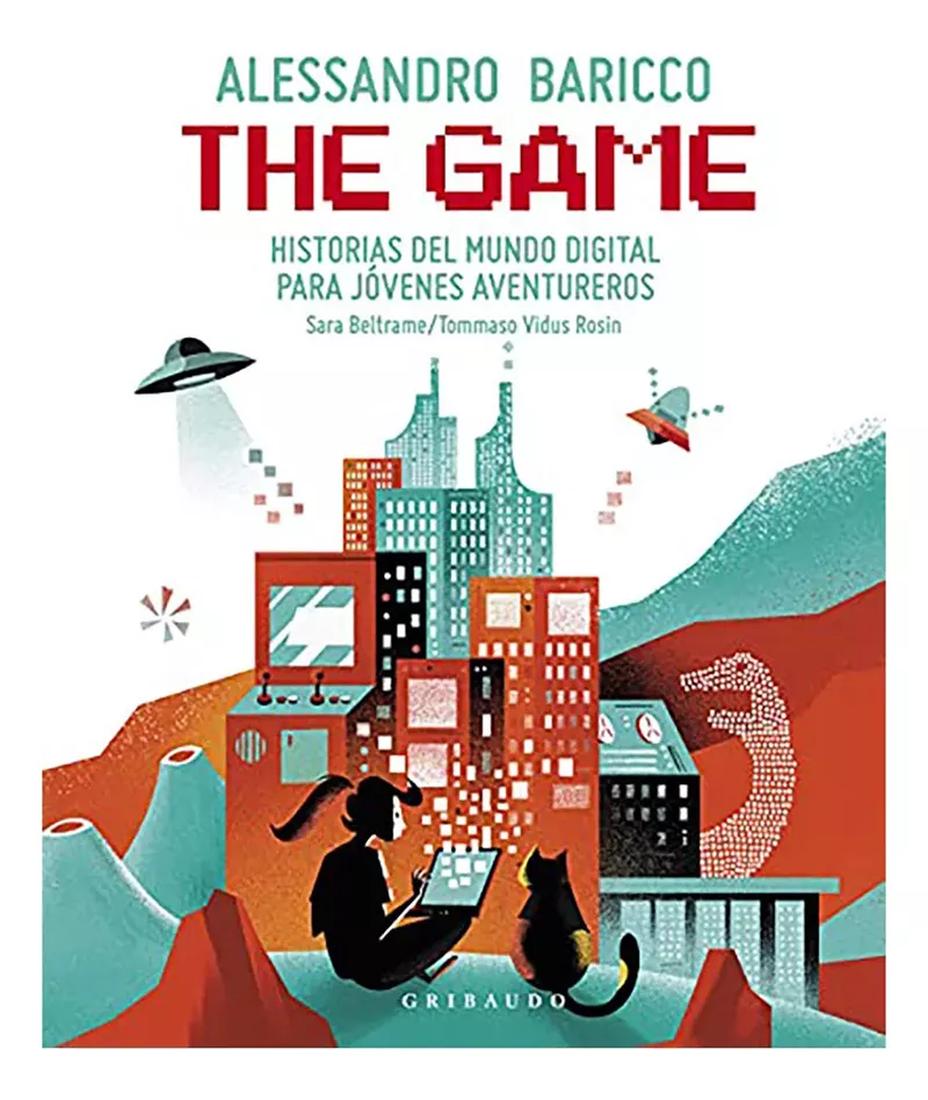 ALESSANDRO BARICCO
THE GAME
HISTORIAS DEL MUNDO DIGITAL
PARA JÓVENES AVENTUREROS
Sara Beltrame/Tommaso Vidus Rosin
GRIBAUDO